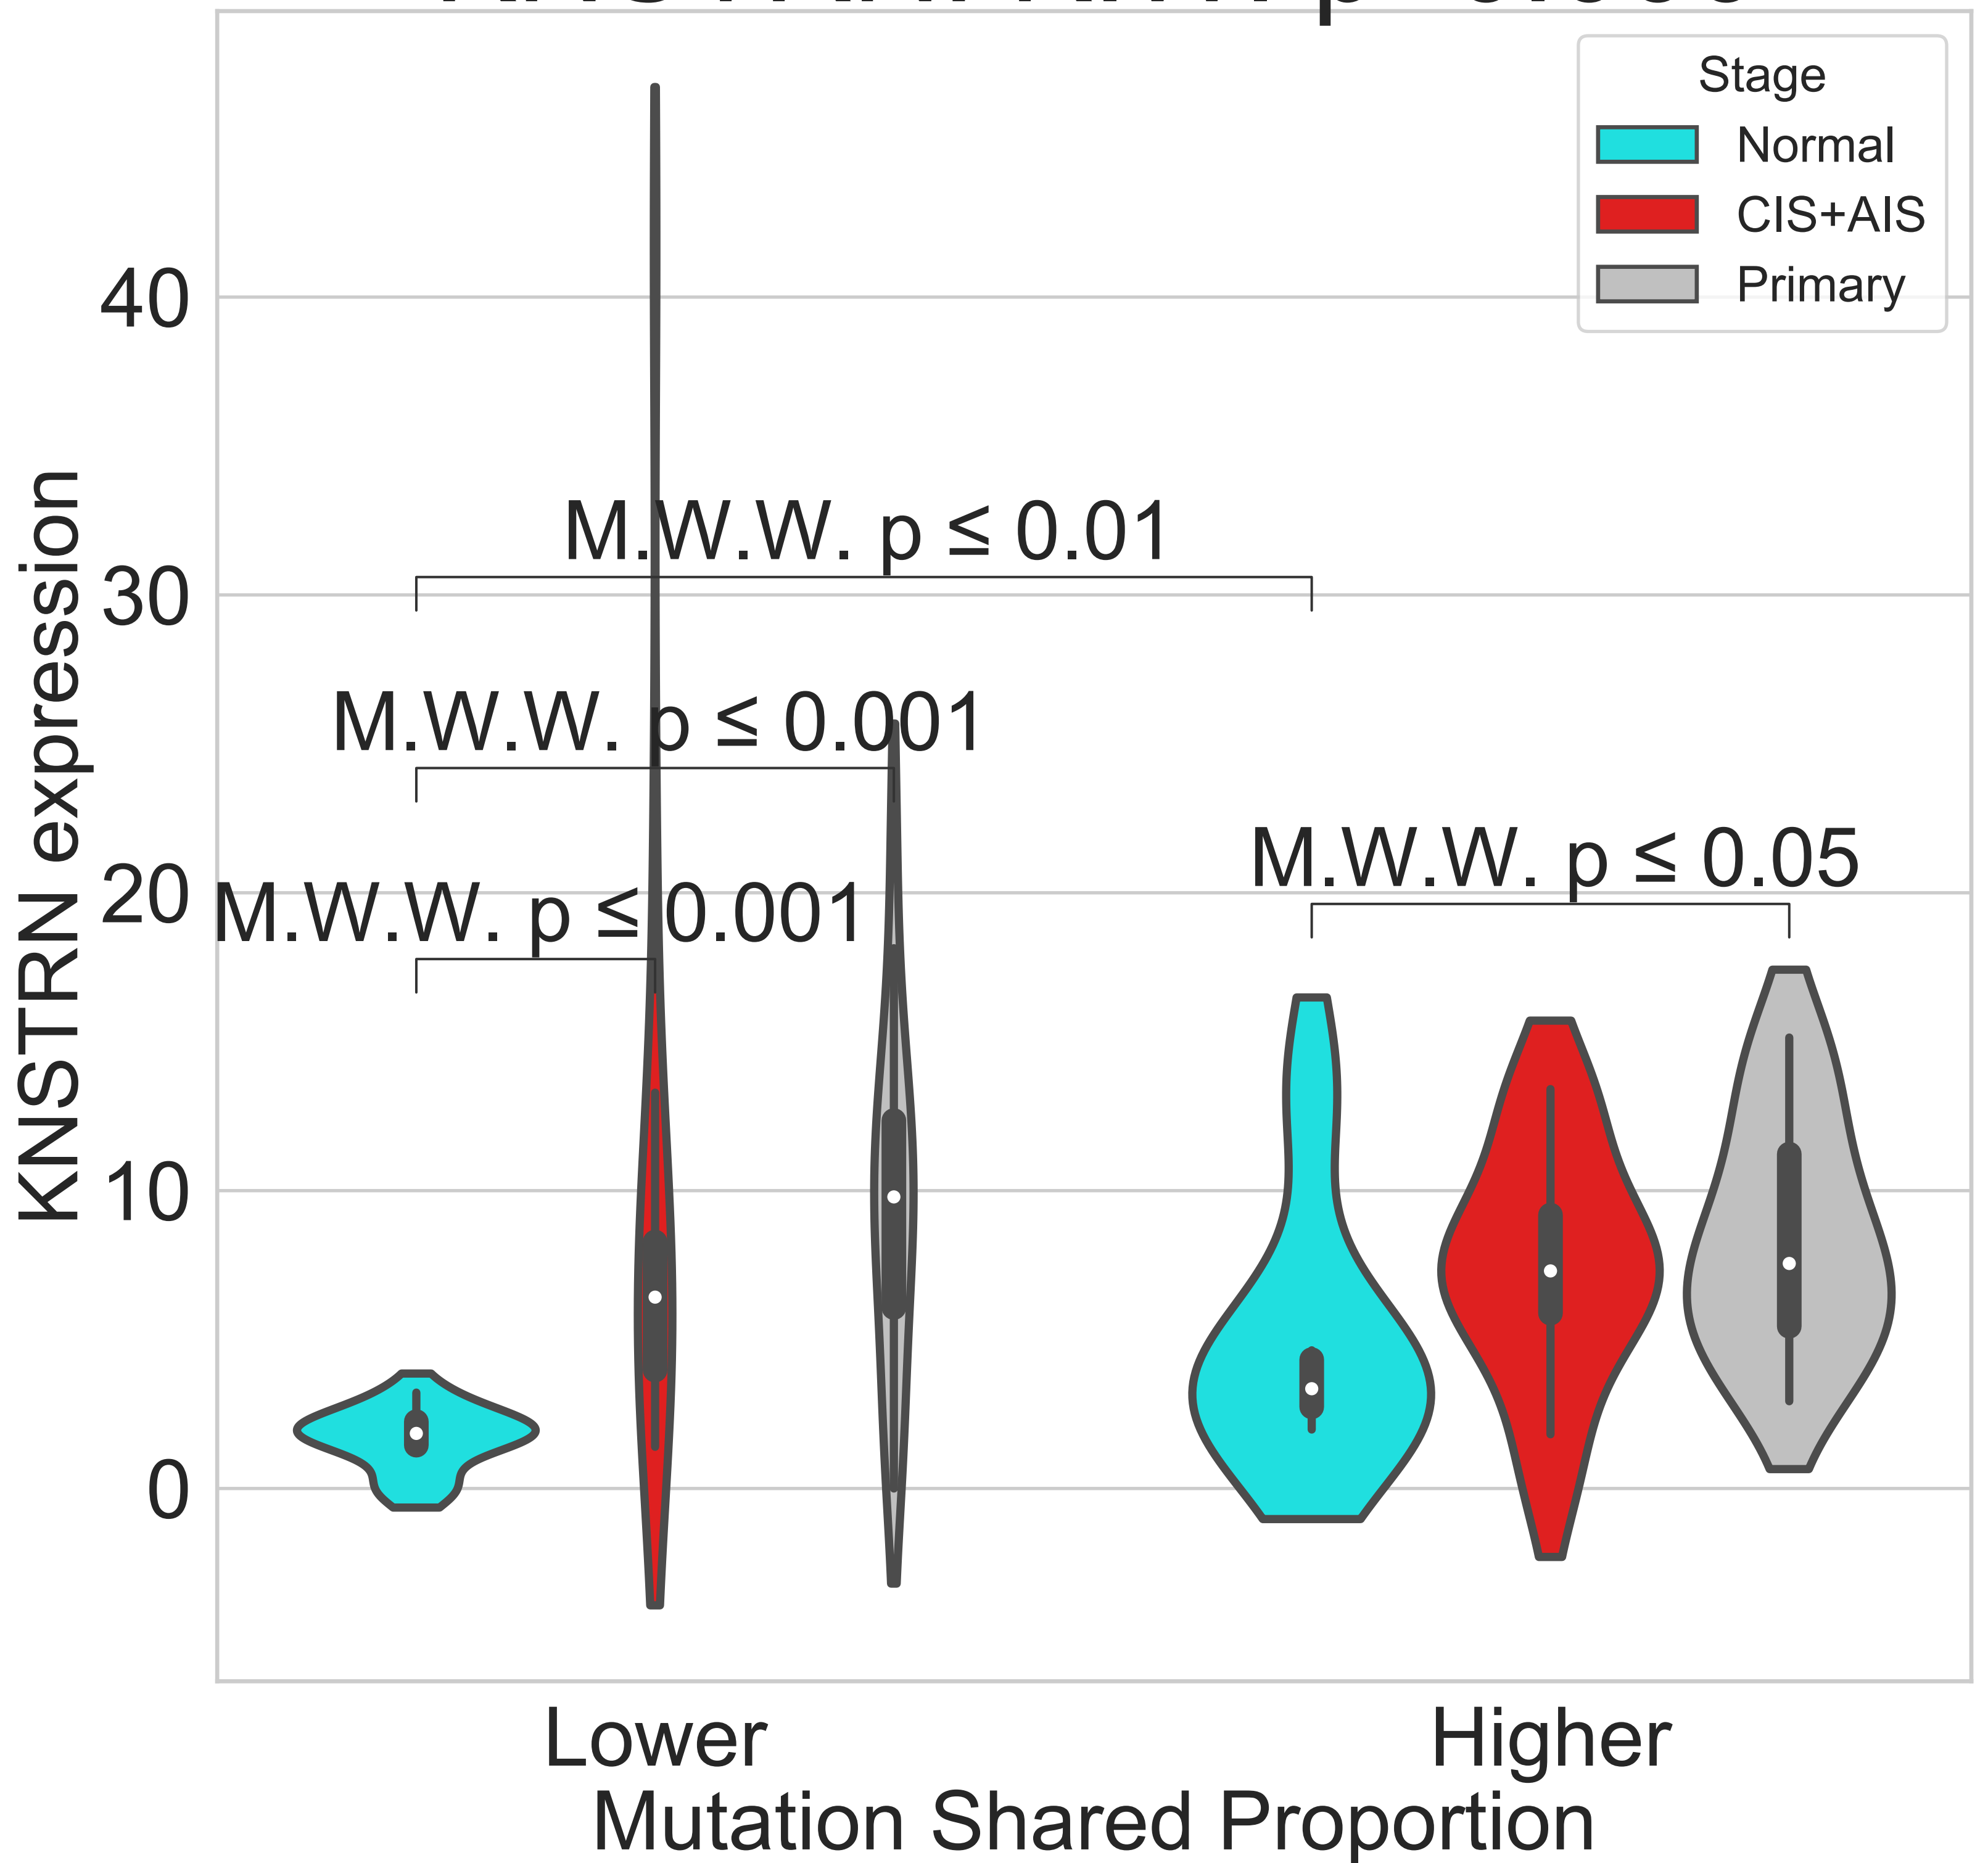 Stage
Normal
CIS+AIS
Primary
40
30
20
10
0
KNSTRN expression
M.W.W. p ≤ 0.01
M.W.W. p ≤ 0.001
M.W.W. p ≤ 0.05
M.W.W. p ≤ 0.001
Lower
Higher
Mutation Shared Proportion